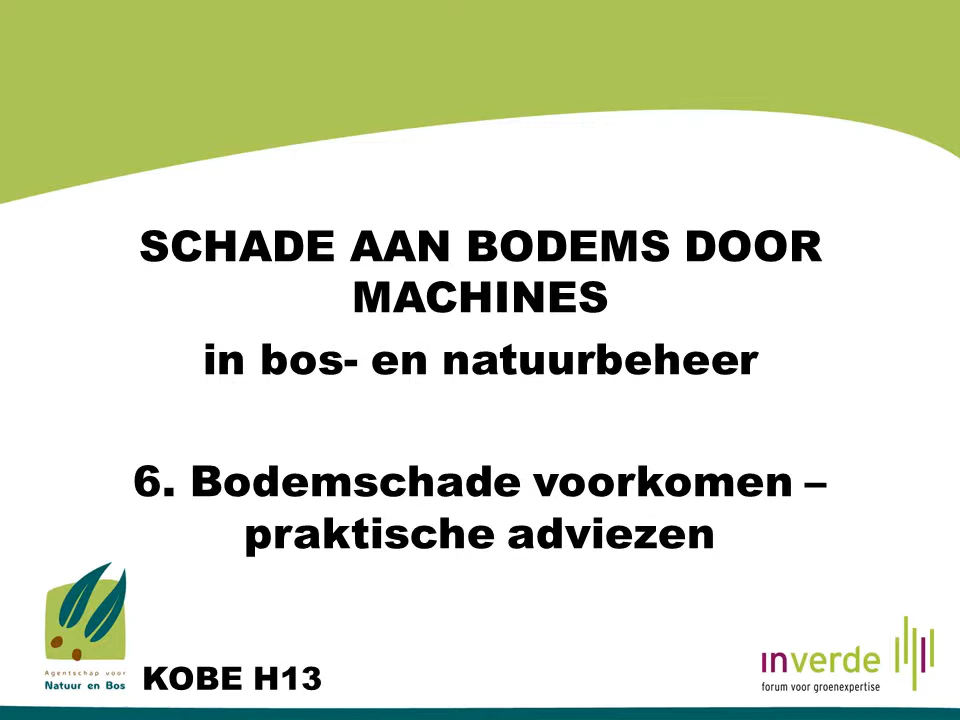 SCHADE AAN BODEMS DOOR
MACHINES
in bos- en natuurbeheer
6. Bodemschade voorkomen –
praktische adviezen
Agentschap voor
Natuur en Bos
KOBE H13
inverde
forum voor groenexpertise